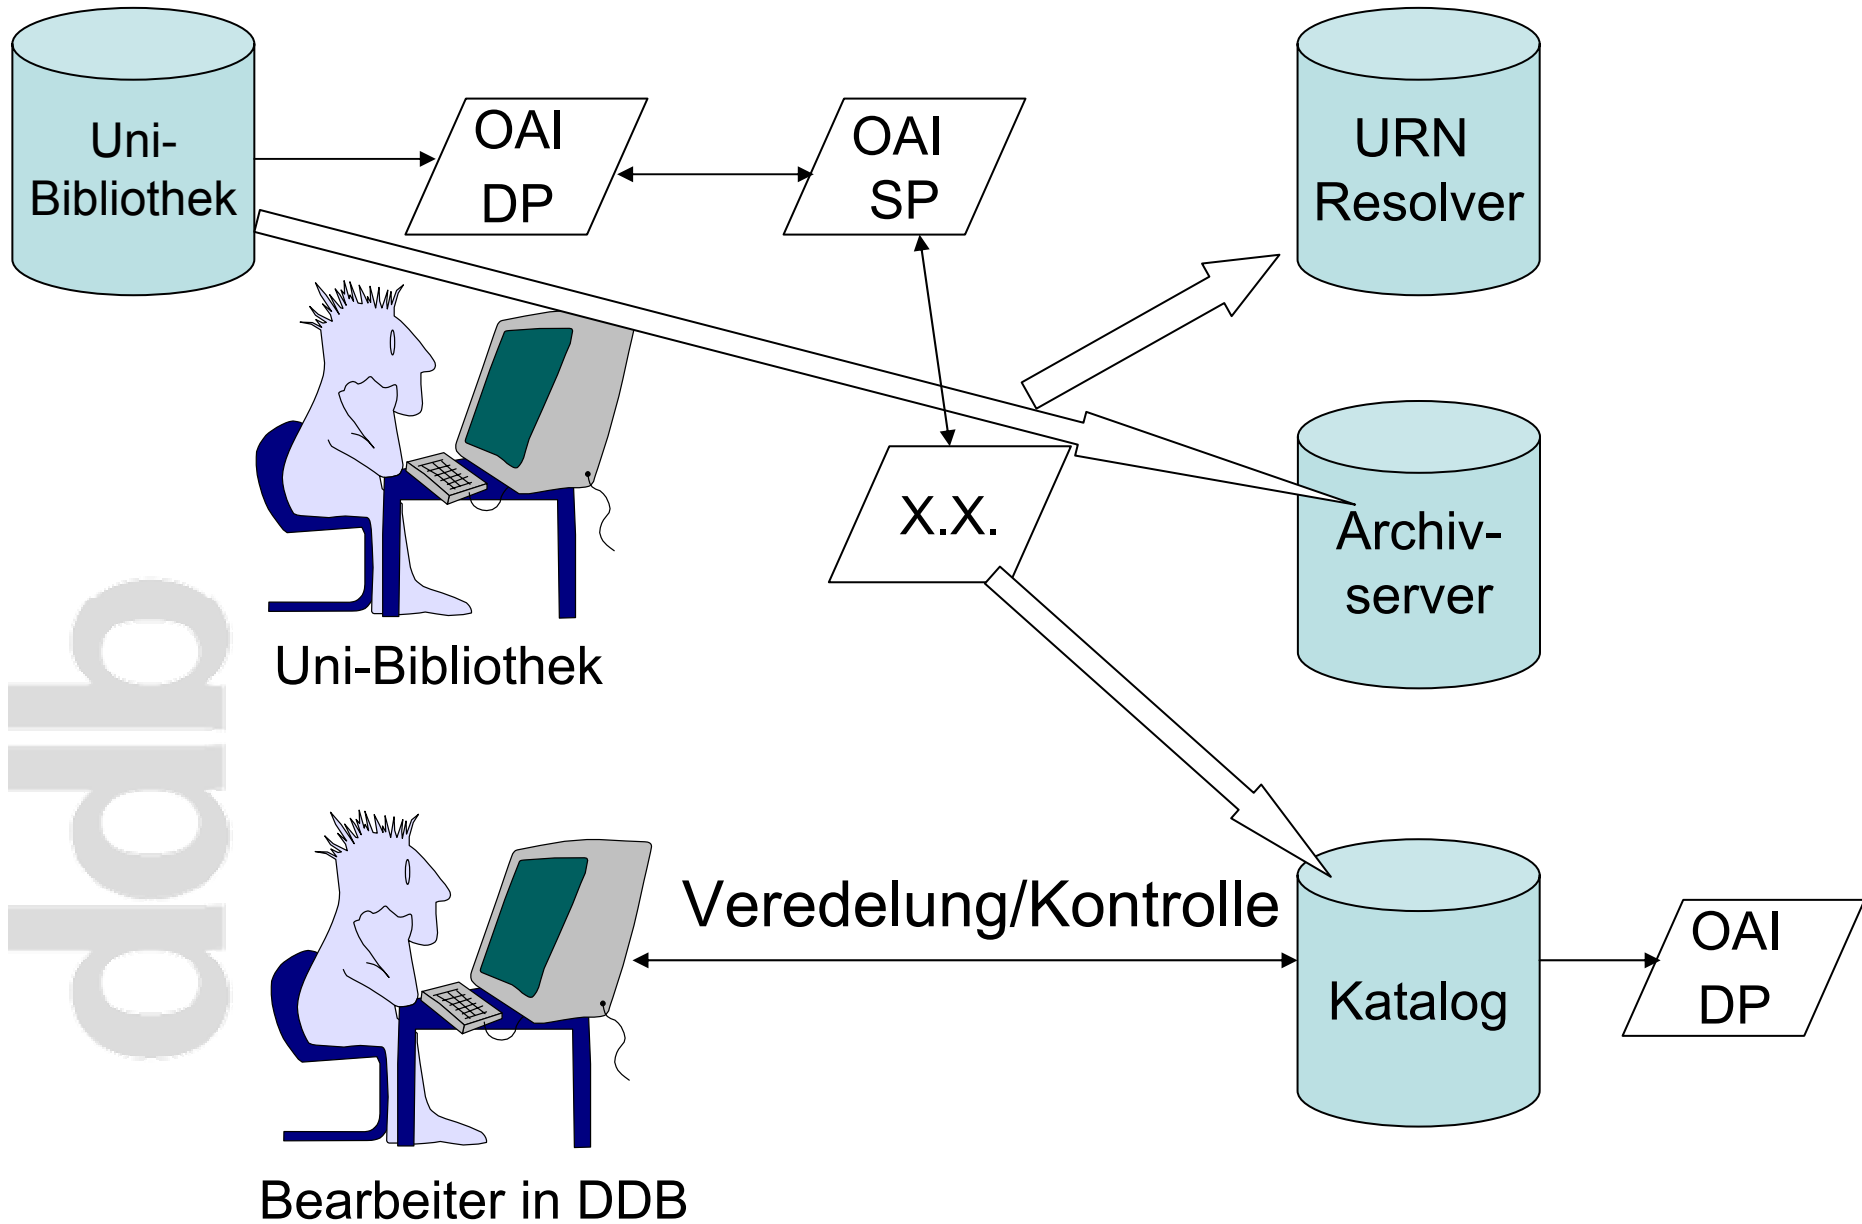 Uni-
Bibliothek
OAI
DP
OAI
SP
URN
Resolver
X.X.
Archiv-
server
Uni-Bibliothek
ddb
Veredelung/Kontrolle
Katalog
OAI
DP
Bearbeiter in DDB